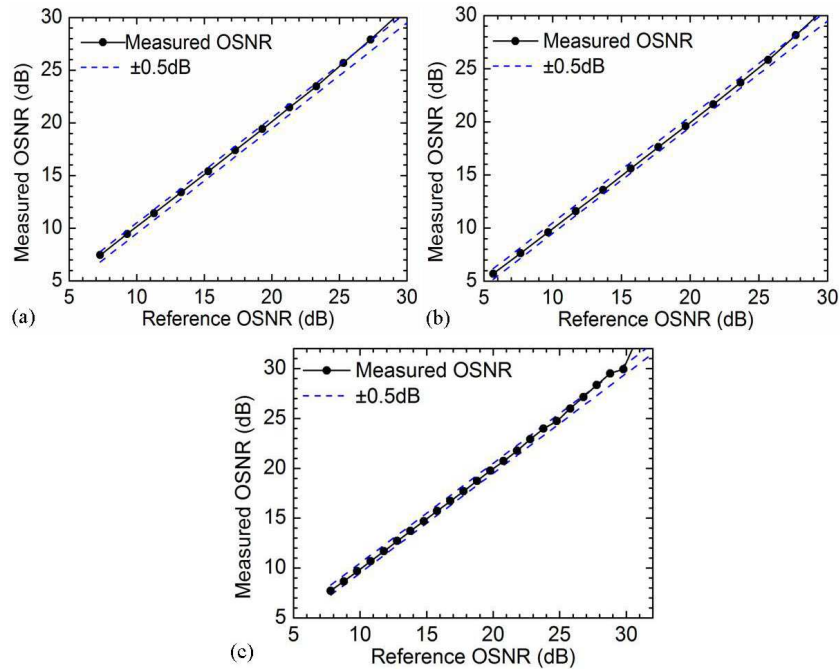 30
25
20
15
10
5
Measured OSNR (dB)
Measured OSNR
±0.5dB
5 10 15 20 25 30
Reference OSNR (dB)
(a)
30
25
20
15
10
5
Measured OSNR (dB)
Measured OSNR
±0.5dB
5 10 15 20 25 30
Reference OSNR (dB)
(b)
30
25
20
15
10
5
Measured OSNR (dB)
Measured OSNR
±0.5dB
5 10 15 20 25 30
Reference OSNR (dB)
(c)